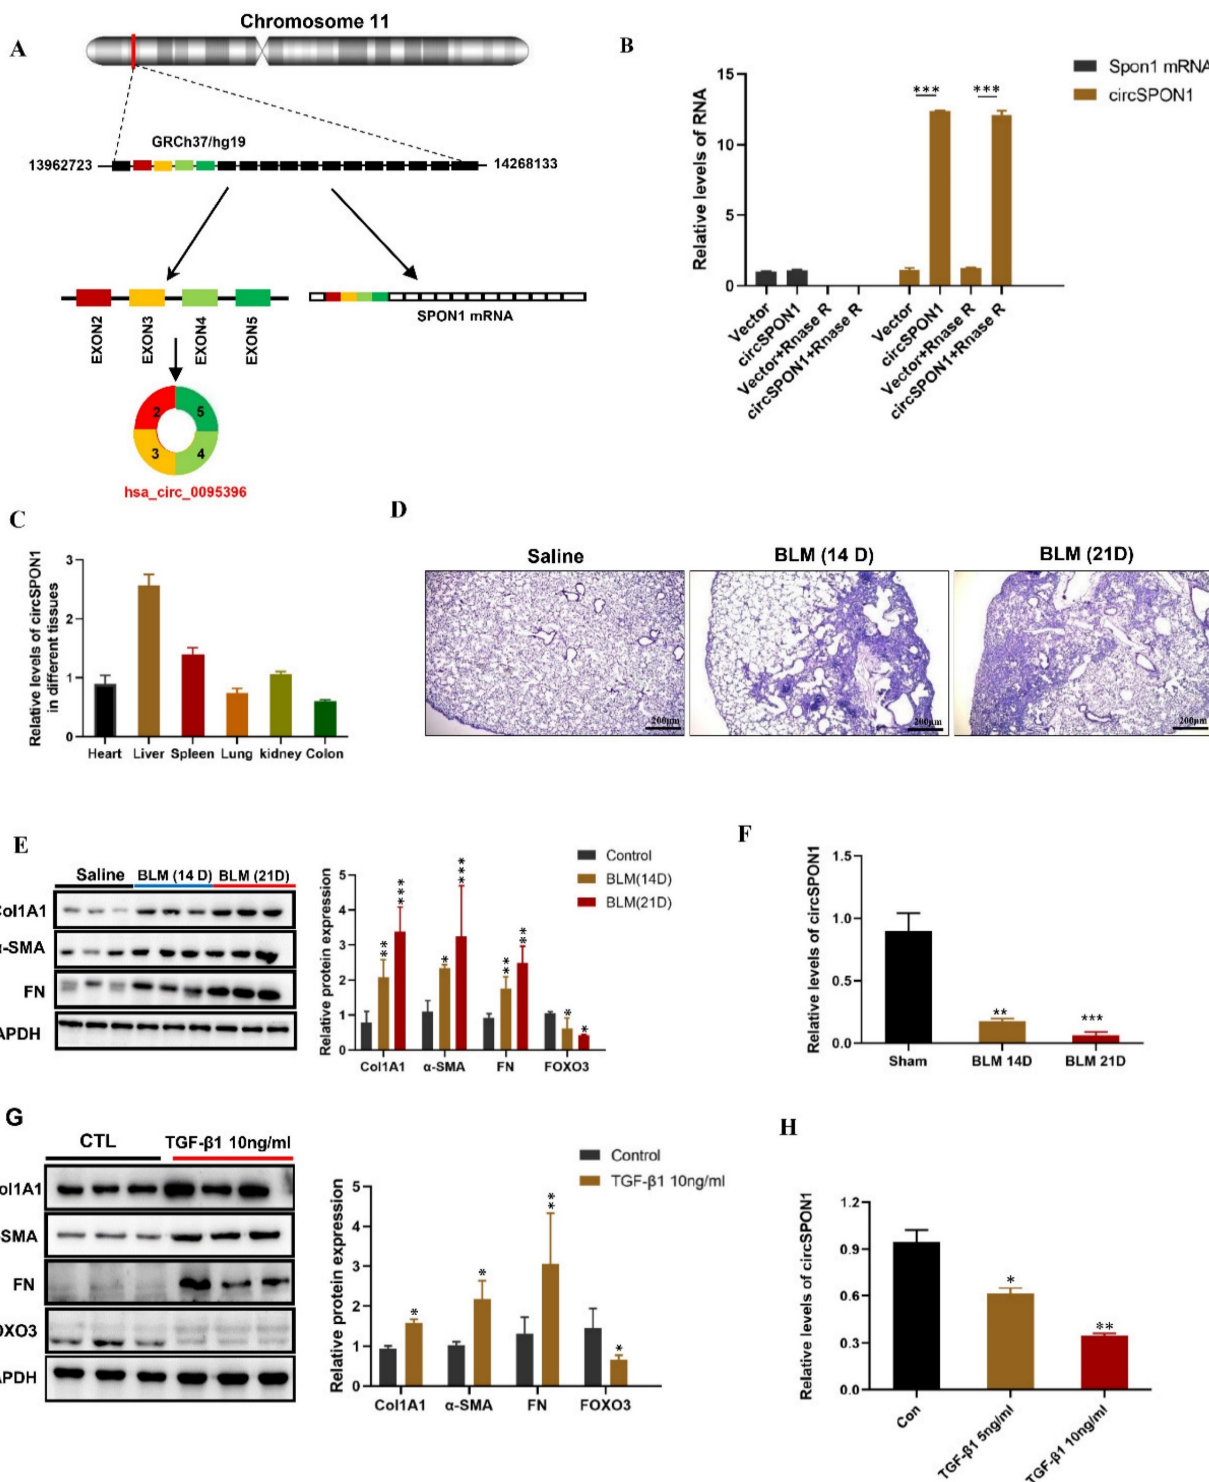 A
Chromosome 11
GRCh37/hg19
13962723
14268133
EXON2
EXON3
EXON4
EXON5
SPON1 mRNA
2
5
3
4
hsa_circ_0095396
B
Spon1 mRNA
circSPON1
Relative levels of RNA
15
10
5
0
***
***
Vector
circSPON1
Vector+Rnase R
circSPON1+Rnase R
Vector
circSPON1
Vector+Rnase R
circSPON1+Rnase R
C
Relative levels of circSPON1
in different tissues
3
2
1
0
Heart Liver Spleen Lung kidney Colon
D
Saline
BLM (14 D)
BLM (21D)
200μm
200μm
200μm
E
Saline BLM (14 D) BLM (21D)
Col1A1
α-SMA
FN
APDH
Control
BLM(14D)
BLM(21D)
Relative protein expression
5
4
3
2
1
0
** *** * *** ** ** * *
Col1A1 α-SMA FN FOXO3
F
Relative levels of circSPON1
1.5
1.0
0.5
0.0
** ***
Sham BLM 14D BLM 21D
G
CTL TGF-β1 10ng/ml
Col1A1
-SMA
FN
OXO3
APDH
Control
TGF-β1 10ng/ml
Relative protein expression
5
4
3
2
1
0
* * ** *
Col1A1 α-SMA FN FOXO3
H
Relative levels of circSPON1
1.2
0.9
0.6
0.3
0.0
* **
Con
TGF-β1 5ng/ml
TGF-β1 10ng/ml